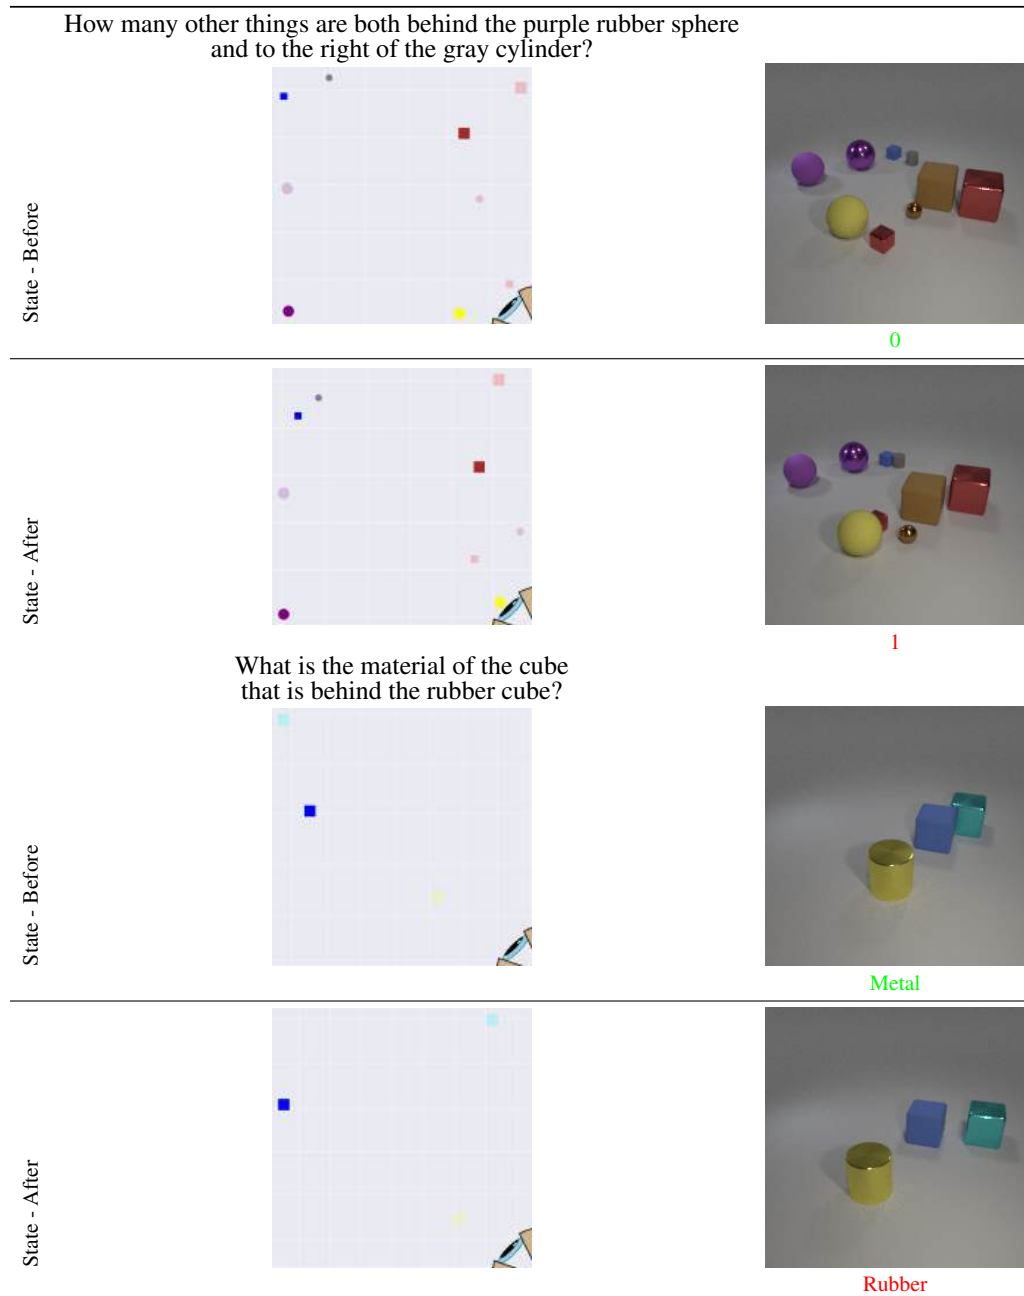 How many other things are both behind the purple rubber sphere
and to the right of the gray cylinder?
State - Before
0
State - After
1
What is the material of the cube
that is behind the rubber cube?
State - Before
Metal
State - After
Rubber